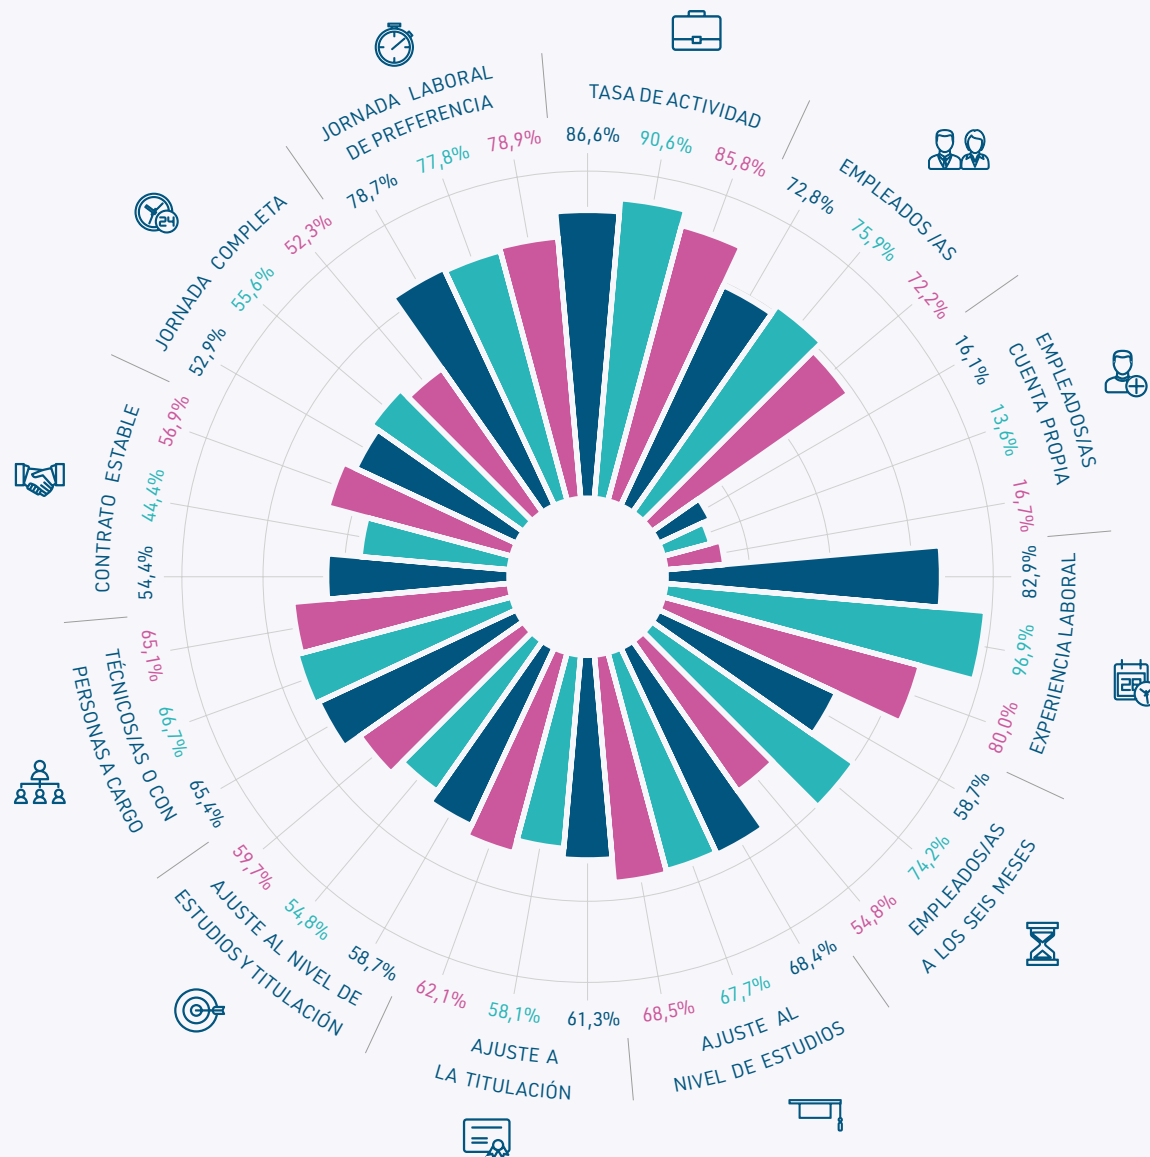 TASA DE ACTIVIDAD
86,6%
90,6%
85,8%
EMPLEADOS /AS
72,8%
75,9%
72,2%
EMPLEADOS/AS
CUENTA PROPIA
16,1%
13,6%
16,7%
EXPERIENCIA LABORAL
82,9%
96,9%
80,0%
EMPLEADOS/AS
A LOS SEIS MESES
58,7%
74,2%
54,8%
AJUSTE AL
NIVEL DE ESTUDIOS
68,4%
67,7%
68,5%
AJUSTE A
LA TITULACIÓN
61,3%
58,1%
62,1%
AJUSTE AL NIVEL DE
ESTUDIOS Y TITULACIÓN
58,7%
54,8%
59,7%
TÉCNICOS/AS O CON
PERSONAS A CARGO
65,4%
66,7%
65,1%
CONTRATO ESTABLE
54,4%
44,4%
56,9%
JORNADA COMPLETA
52,9%
55,6%
52,3%
JORNADA LABORAL
DE PREFERENCIA
78,7%
77,8%
78,9%
24